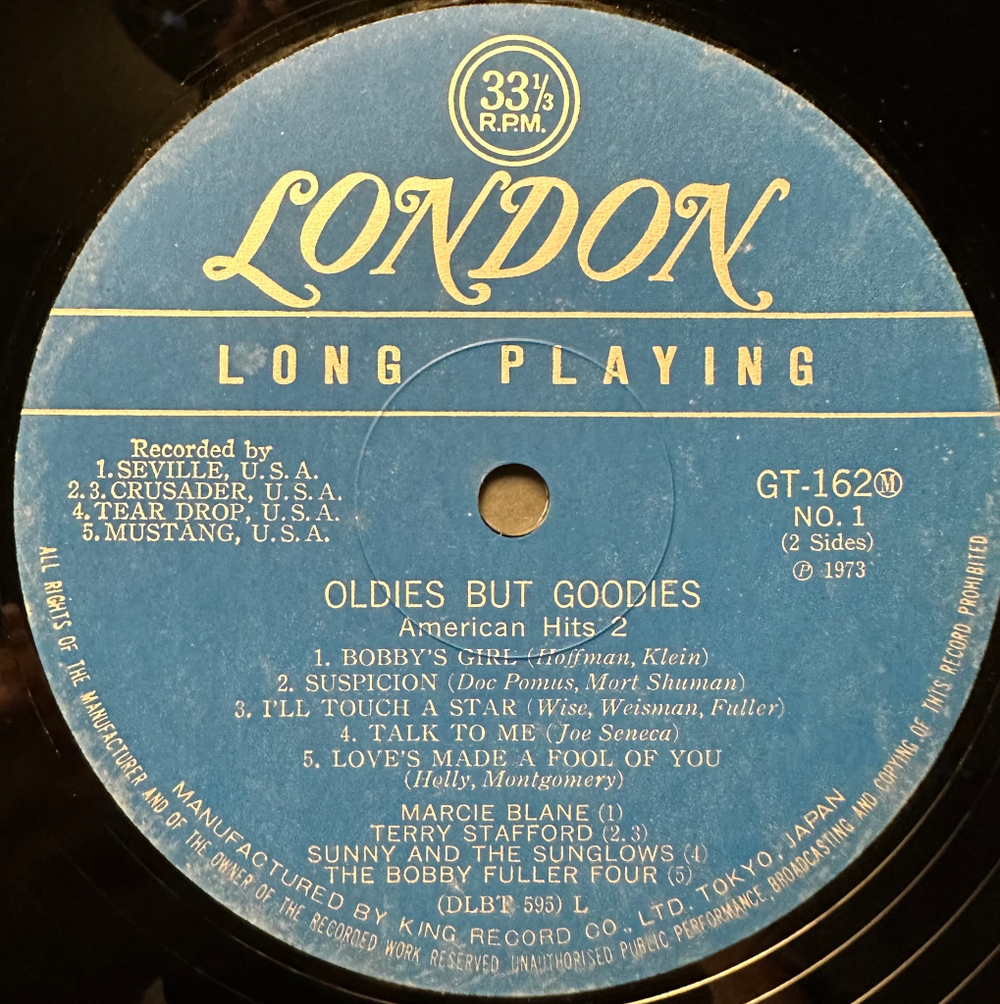 33 1/3
R.P.M.
LONDON
LONG PLAYING
Recorded by
1. SEVILLE, U.S.A.
2.3. CRUSADER, U.S.A.
4. TEAR DROP, U.S.A.
5. MUSTANG, U.S.A.
GT-162Ⓜ
NO. 1
(2 Sides)
Ⓟ 1973
OLDIES BUT GOODIES
American Hits 2
1. BOBBY'S GIRL (Hoffman, Klein)
2. SUSPICION (Doc Pomus, Mort Shuman)
3. I'LL TOUCH A STAR (Wise, Weisman, Fuller)
4. TALK TO ME (Joe Seneca)
5. LOVE'S MADE A FOOL OF YOU
(Holly, Montgomery)
MARCIE BLANE (1)
TERRY STAFFORD (2.3)
SUNNY AND THE SUNGLOWS (4)
THE BOBBY FULLER FOUR (5)
(DLBT 595) L
MANUFACTURED BY KING RECORD CO., LTD. TOKYO, JAPAN
ALL RIGHTS OF THE MANUFACTURER AND OF THE OWNER OF THE RECORDED WORK RESERVED UNAUTHORISED PUBLIC PERFORMANCE, BROADCASTING AND COPYING OF THIS RECORD PROHIBITED